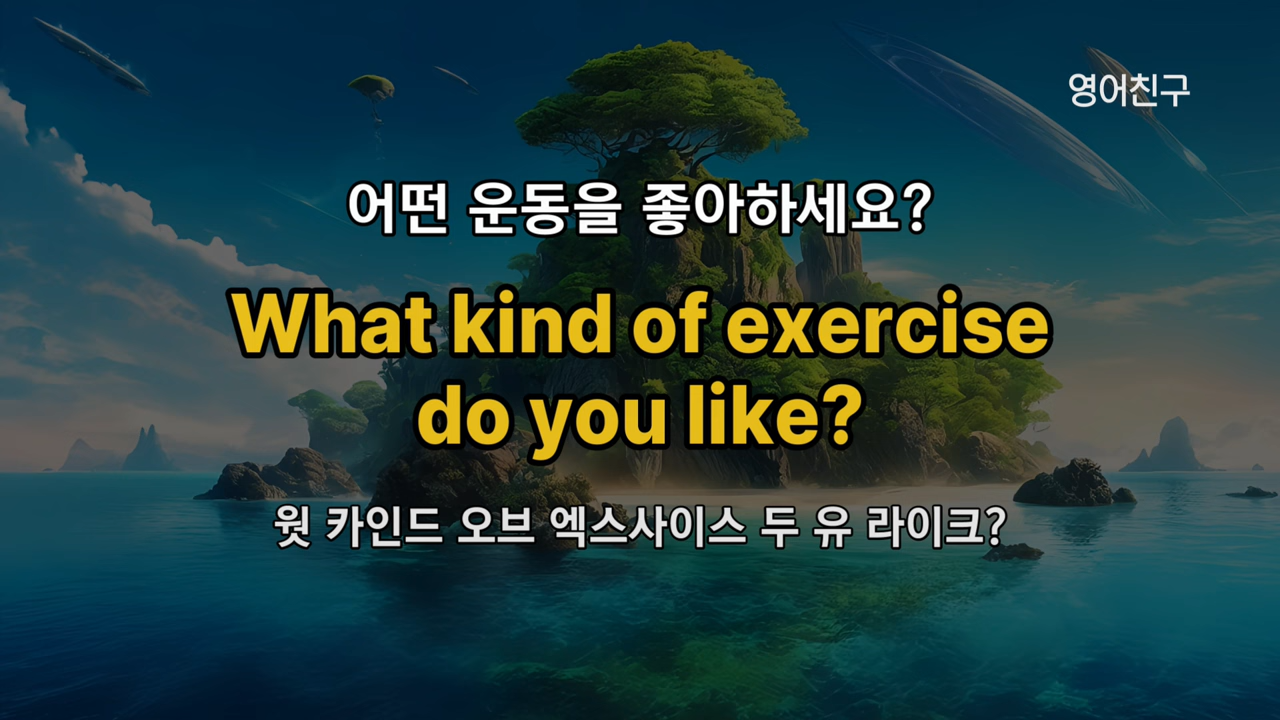 영어친구
어떤 운동을 좋아하세요?
What kind of exercise
do you like?
웟 카인드 오브 엑스사이스 두 유 라이크?